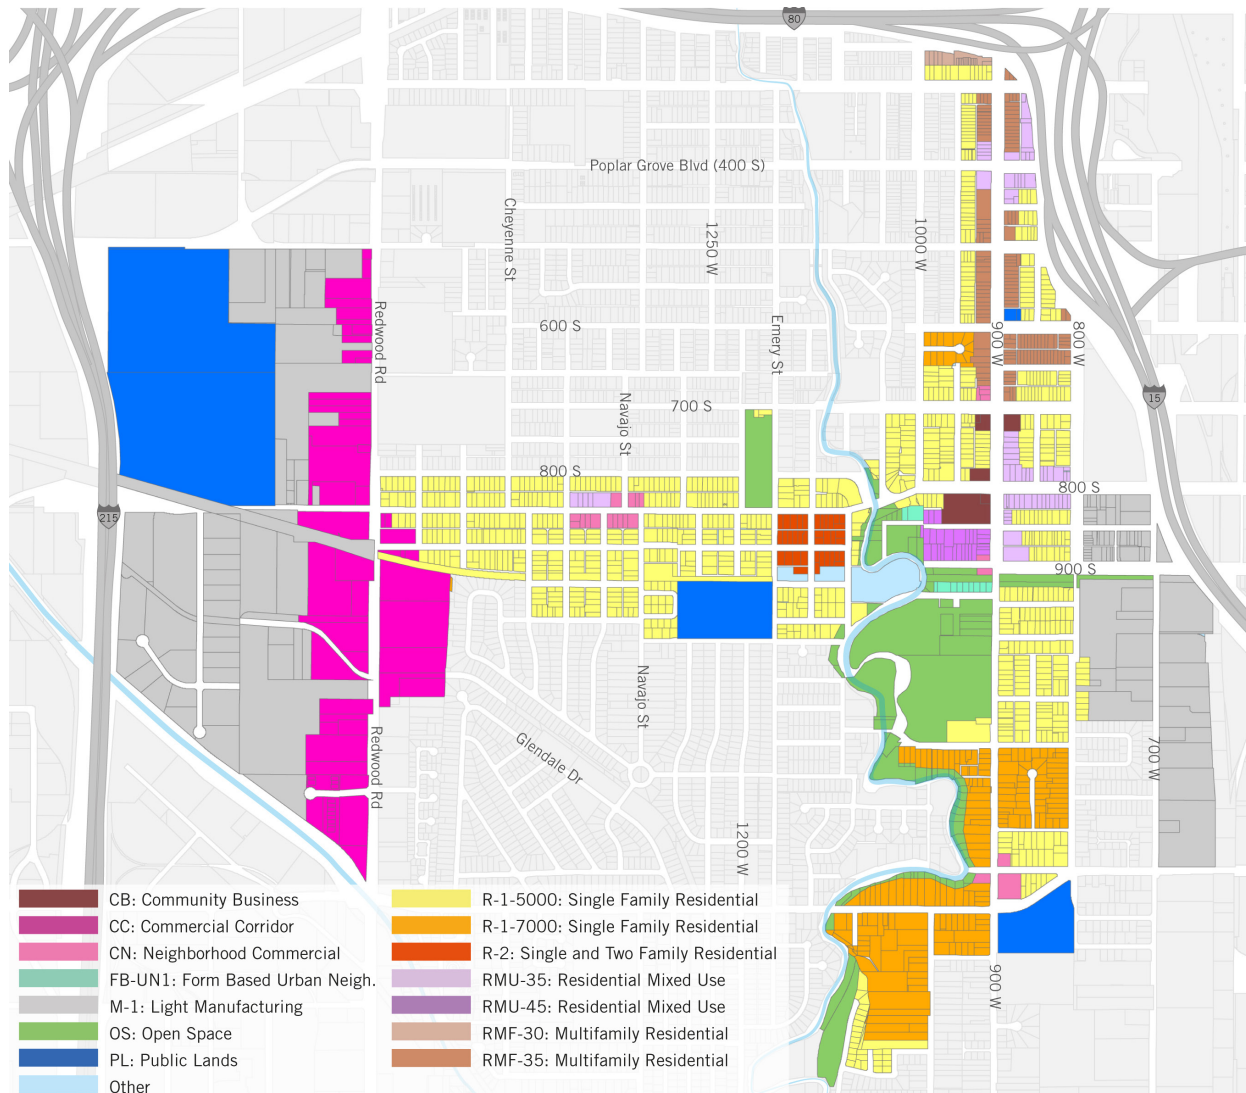 80
Poplar Grove Blvd (400 S)
Cheyenne St
1250 W
1000 W
Redwood Rd
600 S
Emery St
900 W
800 W
Navajo St
700 S
15
800 S
800 S
215
900 S
Navajo St
Glendale Dr
Redwood Rd
700 W
1200 W
900 W
CB: Community Business
CC: Commercial Corridor
CN: Neighborhood Commercial
FB-UN1: Form Based Urban Neigh.
M-1: Light Manufacturing
OS: Open Space
PL: Public Lands
Other
R-1-5000: Single Family Residential
R-1-7000: Single Family Residential
R-2: Single and Two Family Residential
RMU-35: Residential Mixed Use
RMU-45: Residential Mixed Use
RMF-30: Multifamily Residential
RMF-35: Multifamily Residential